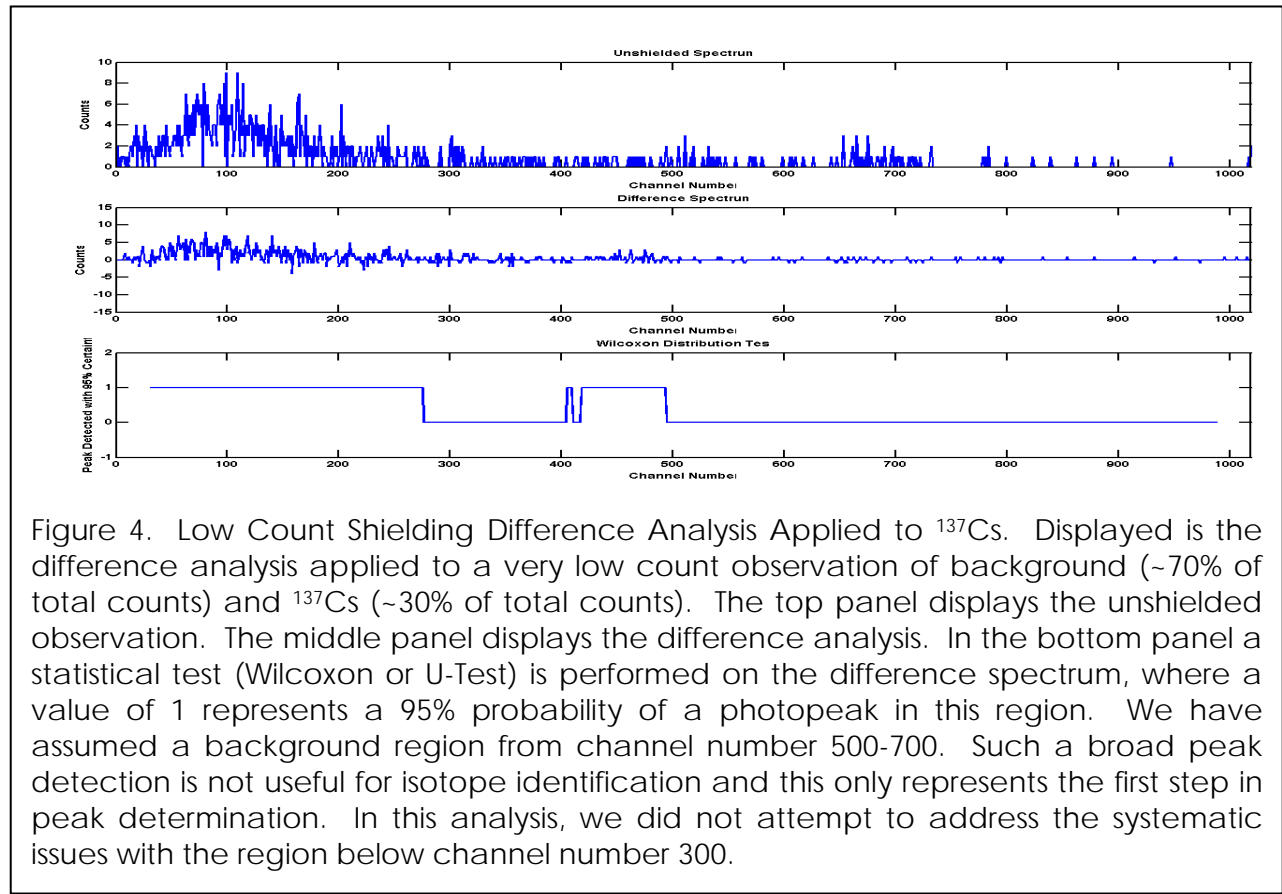 Unshielded Spectrum
10
8
6
4
2
0
Counts
0 100 200 300 400 500 600 700 800 900 1000
Channel Number
Difference Spectrum
15
10
5
0
-5
-10
-15
Counts
0 100 200 300 400 500 600 700 800 900 1000
Channel Number
Wilcoxon Distribution Tes
2
1
0
-1
Peak Detected with 95% Certain
0 100 200 300 400 500 600 700 800 900 1000
Channel Number
Figure 4. Low Count Shielding Difference Analysis Applied to ¹³⁷Cs. Displayed is the
difference analysis applied to a very low count observation of background (~70% of
total counts) and ¹³⁷Cs (~30% of total counts). The top panel displays the unshielded
observation. The middle panel displays the difference analysis. In the bottom panel a
statistical test (Wilcoxon or U-Test) is performed on the difference spectrum, where a
value of 1 represents a 95% probability of a photopeak in this region. We have
assumed a background region from channel number 500-700. Such a broad peak
detection is not useful for isotope identification and this only represents the first step in
peak determination. In this analysis, we did not attempt to address the systematic
issues with the region below channel number 300.